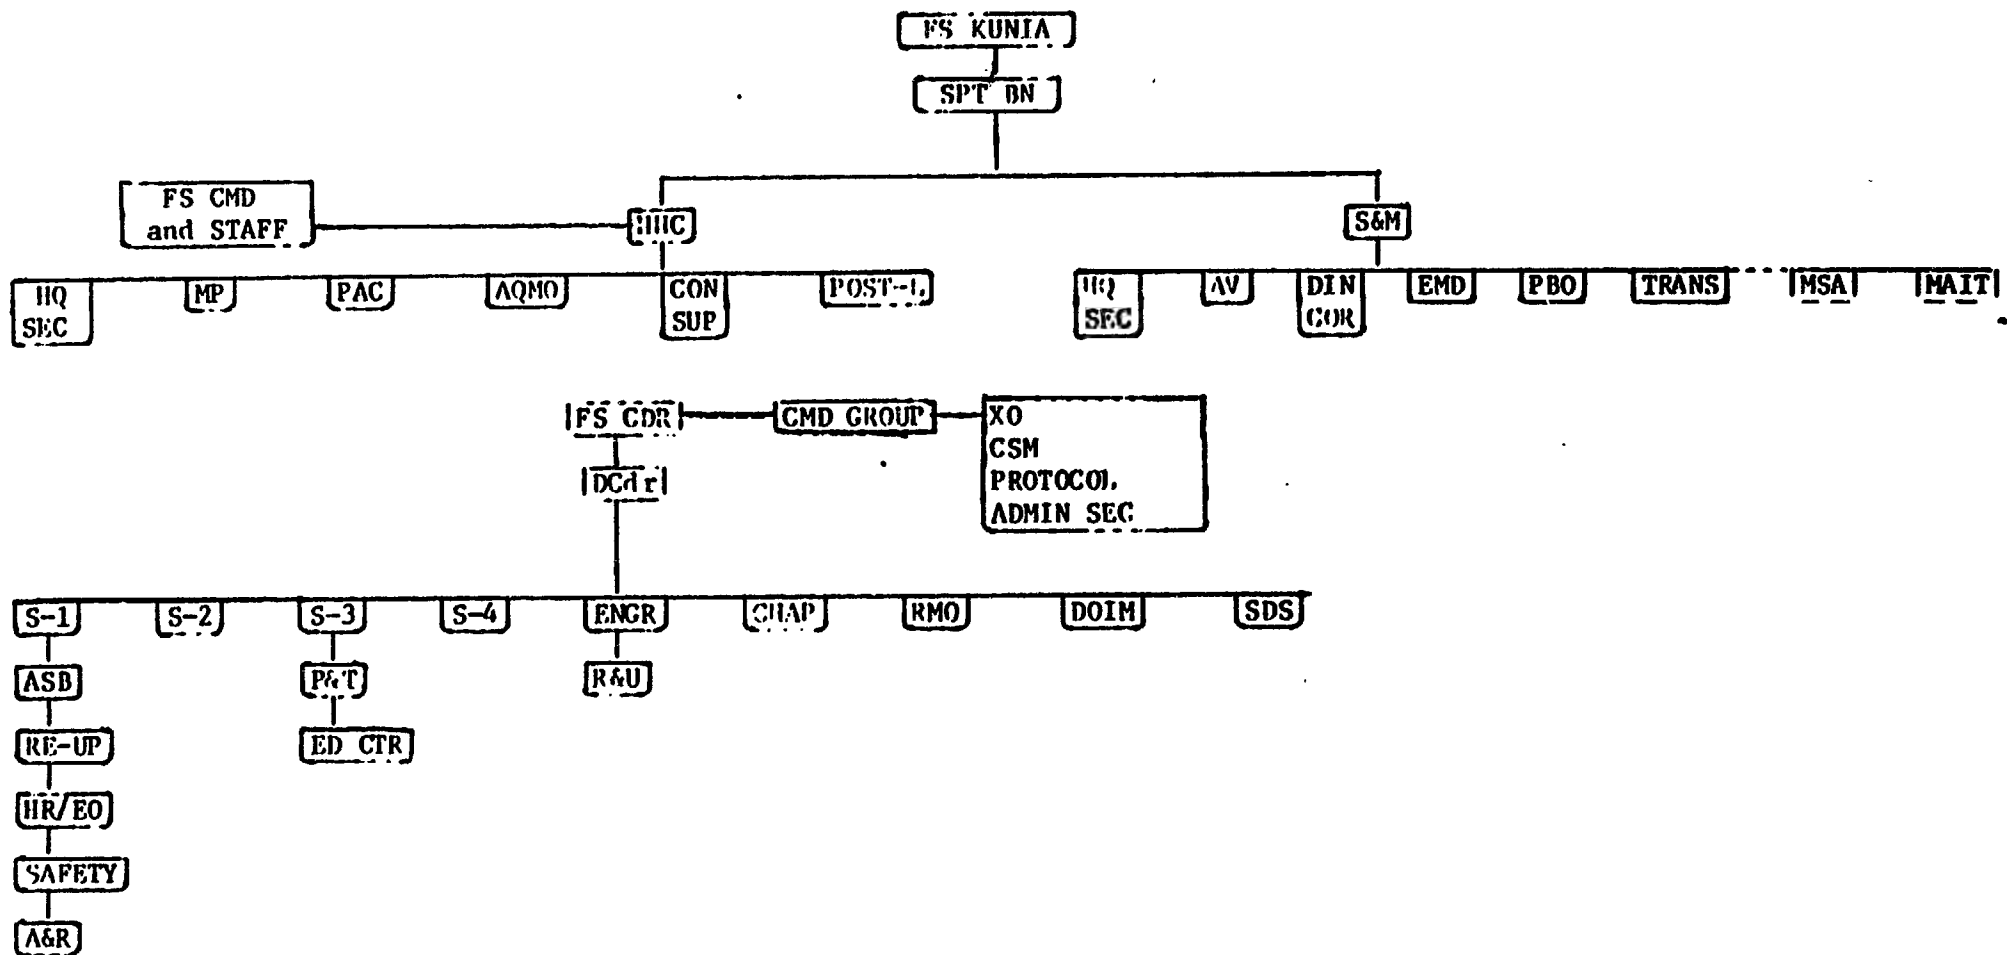 FS KUNIA
SPT BN
FS CMD
and STAFF
HHC
S&M
HQ
SEC
MP
PAC
AQMO
CON
SUP
POST-L
HQ
SEC
AV
DIN
COR
EMD
PBO
TRANS
MSA
MAIT
FS CDR
CMD GROUP
XO
CSM
PROTOCOL
ADMIN SEC
DCdr
S-1
S-2
S-3
S-4
ENGR
CHAP
RMO
DOIM
SDS
ASB
P&T
R&U
RE-UP
ED CTR
HR/EO
SAFETY
A&R